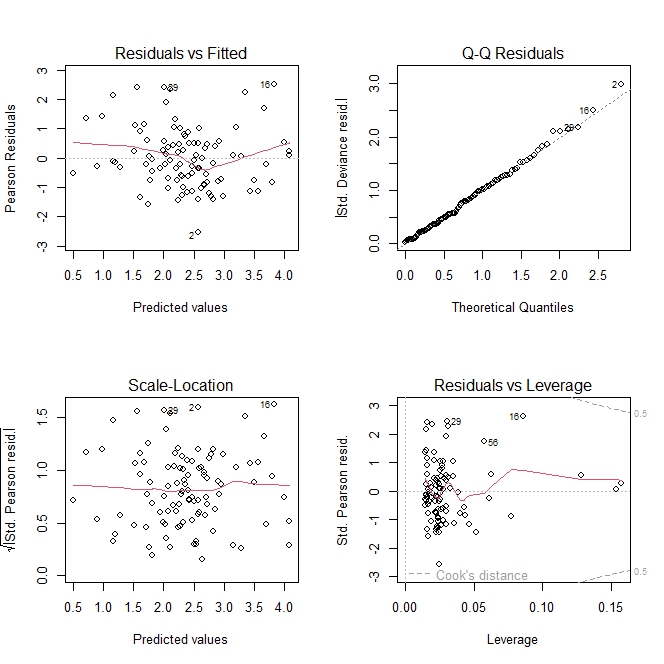 Residuals vs Fitted
Pearson Residuals
3
2
1
0
-1
-2
-3
16
2
0.5 1.0 1.5 2.0 2.5 3.0 3.5 4.0
Predicted values
Q-Q Residuals
|Std. Deviance resid.|
3.0
2.0
1.0
0.0
2
16
0.0 0.5 1.0 1.5 2.0 2.5
Theoretical Quantiles
Scale-Location
√|Std. Pearson resid.|
1.5
1.0
0.5
0.0
2
16
0.5 1.0 1.5 2.0 2.5 3.0 3.5 4.0
Predicted values
Residuals vs Leverage
Std. Pearson resid.
3
2
1
0
-1
-2
-3
29
16
56
0.5
0.5
Cook's distance
0.00 0.05 0.10 0.15
Leverage